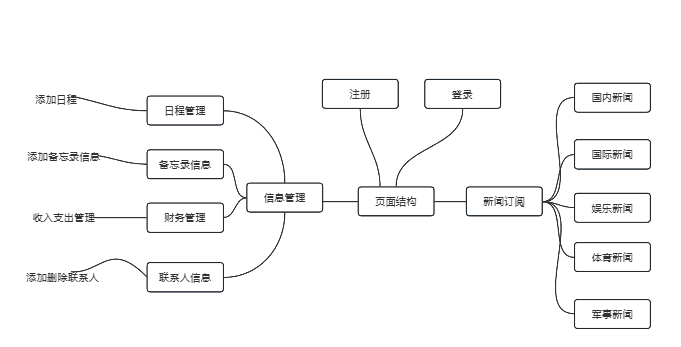 注册
登录
添加日程
日程管理
添加备忘录信息
备忘录信息
收入支出管理
财务管理
添加删除联系人
联系人信息
信息管理
页面结构
新闻订阅
国内新闻
国际新闻
娱乐新闻
体育新闻
军事新闻